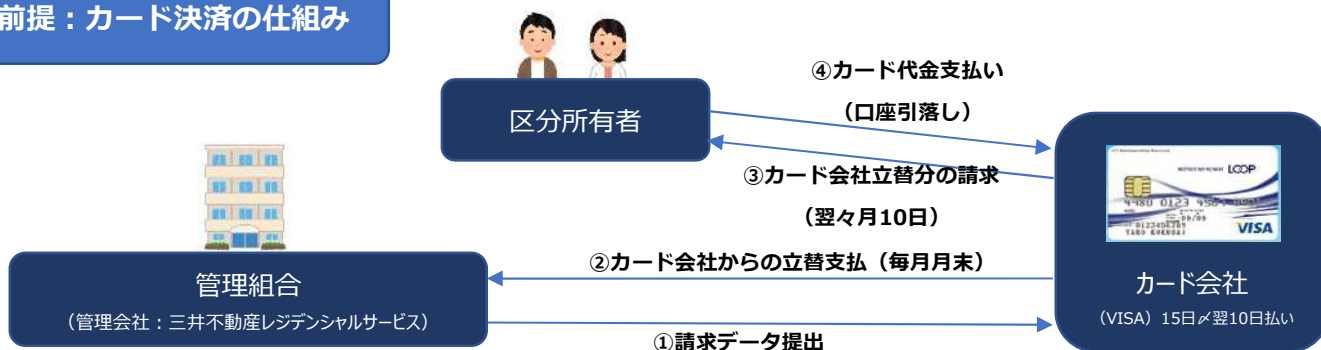 前提：カード決済の仕組み
④カード代金支払い
（口座引落し）
区分所有者
③カード会社立替分の請求
（翌々月10日）
LOOP
VISA
②カード会社からの立替支払（毎月月末）
管理組合
（管理会社：三井不動産レジデンシャルサービス）
カード会社
（VISA）15日〆翌10日払い
①請求データ提出